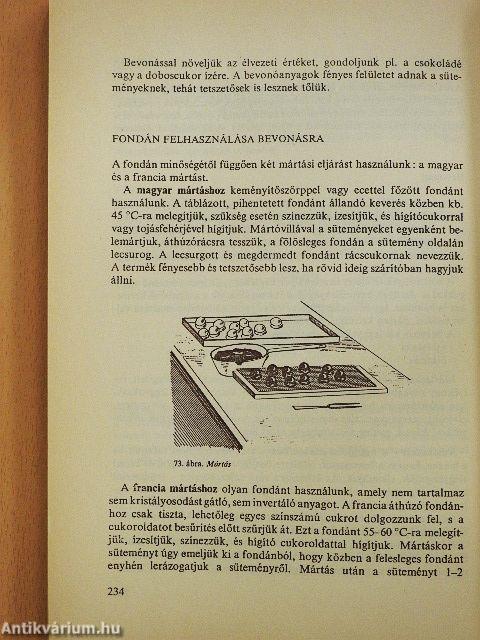 Bevonással növeljük az élvezeti értéket, gondoljunk pl. a csokoládé
vagy a doboscukor ízére. A bevonóanyagok fényes felületet adnak a süte-
ményeknek, tehát tetszetősek is lesznek tőlük.
FONDÁN FELHASZNÁLÁSA BEVONÁSRA
A fondán minőségétől függően két mártási eljárást használunk: a magyar
és a francia mártást.
A magyar mártáshoz keményítőszörppel vagy ecettel főzött fondánt
használunk. A táblázott, pihentetett fondánt állandó keverés közben kb.
45 °C-ra melegítjük, szükség esetén színezzük, ízesítjük, és hígítócukorral
vagy tojásfehérjével hígítjuk. Mártóvillával a süteményeket egyenként be-
lemártjuk, áthúzórácsra tesszük, a fölösleges fondán a sütemény oldalán
lecsurog. A lecsurgott és megdermedt fondánt rácscukornak nevezzük.
A termék fényesebb és tetszetősebb lesz, ha rövid ideig szárítóban hagyjuk
állni.
73. ábra. Mártás
A francia mártáshoz olyan fondánt használunk, amely nem tartalmaz
sem kristályosodást gátló, sem invertáló anyagot. A francia áthúzó fondán-
hoz csak tiszta, lehetőleg egyes színszámú cukrot dolgozzunk fel, s a
cukoroldatot besűrítés előtt szűrjük át. Ezt a fondánt 55–60 °C-ra melegít-
jük, ízesítjük, színezzük, és hígító cukoroldattal hígítjuk. Mártáskor a
süteményt úgy emeljük ki a fondánból, hogy közben a felesleges fondánt
enyhén lerázogatjuk a süteményről. Mártás után a süteményt 1–2
234
Antikvárium.hu